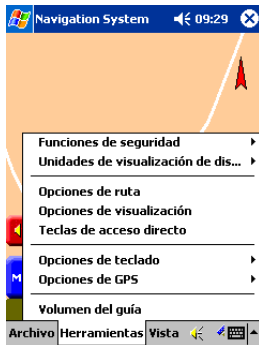 Navigation System 09:29
Funciones de seguridad
Unidades de visualización de dis...
Opciones de ruta
Opciones de visualización
Teclas de acceso directo
Opciones de teclado
Opciones de GPS
Volumen del guía
M
Archivo Herramientas Vista